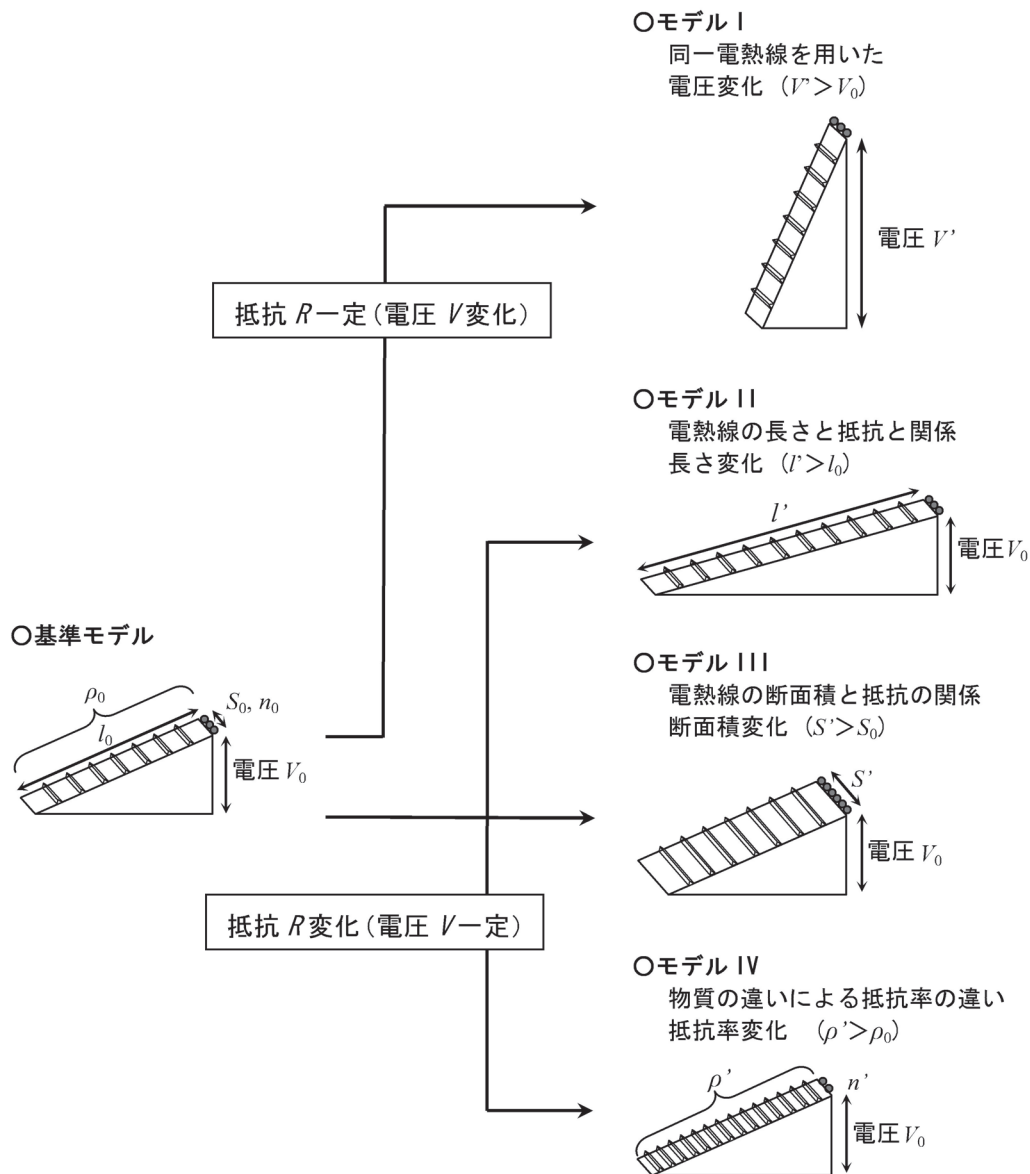 ○モデルⅠ
同一電熱線を用いた
電圧変化（V'＞V₀）
電圧 V'
抵抗 R一定（電圧 V変化）
○モデルⅡ
電熱線の長さと抵抗と関係
長さ変化（l'＞l₀）
l'
電圧 V₀
○基準モデル
ρ₀
l₀
S₀, n₀
電圧 V₀
○モデルⅢ
電熱線の断面積と抵抗の関係
断面積変化（S'＞S₀）
S'
電圧 V₀
抵抗 R変化（電圧 V一定）
○モデルⅣ
物質の違いによる抵抗率の違い
抵抗率変化　（ρ'＞ρ₀）
ρ'
n'
電圧 V₀